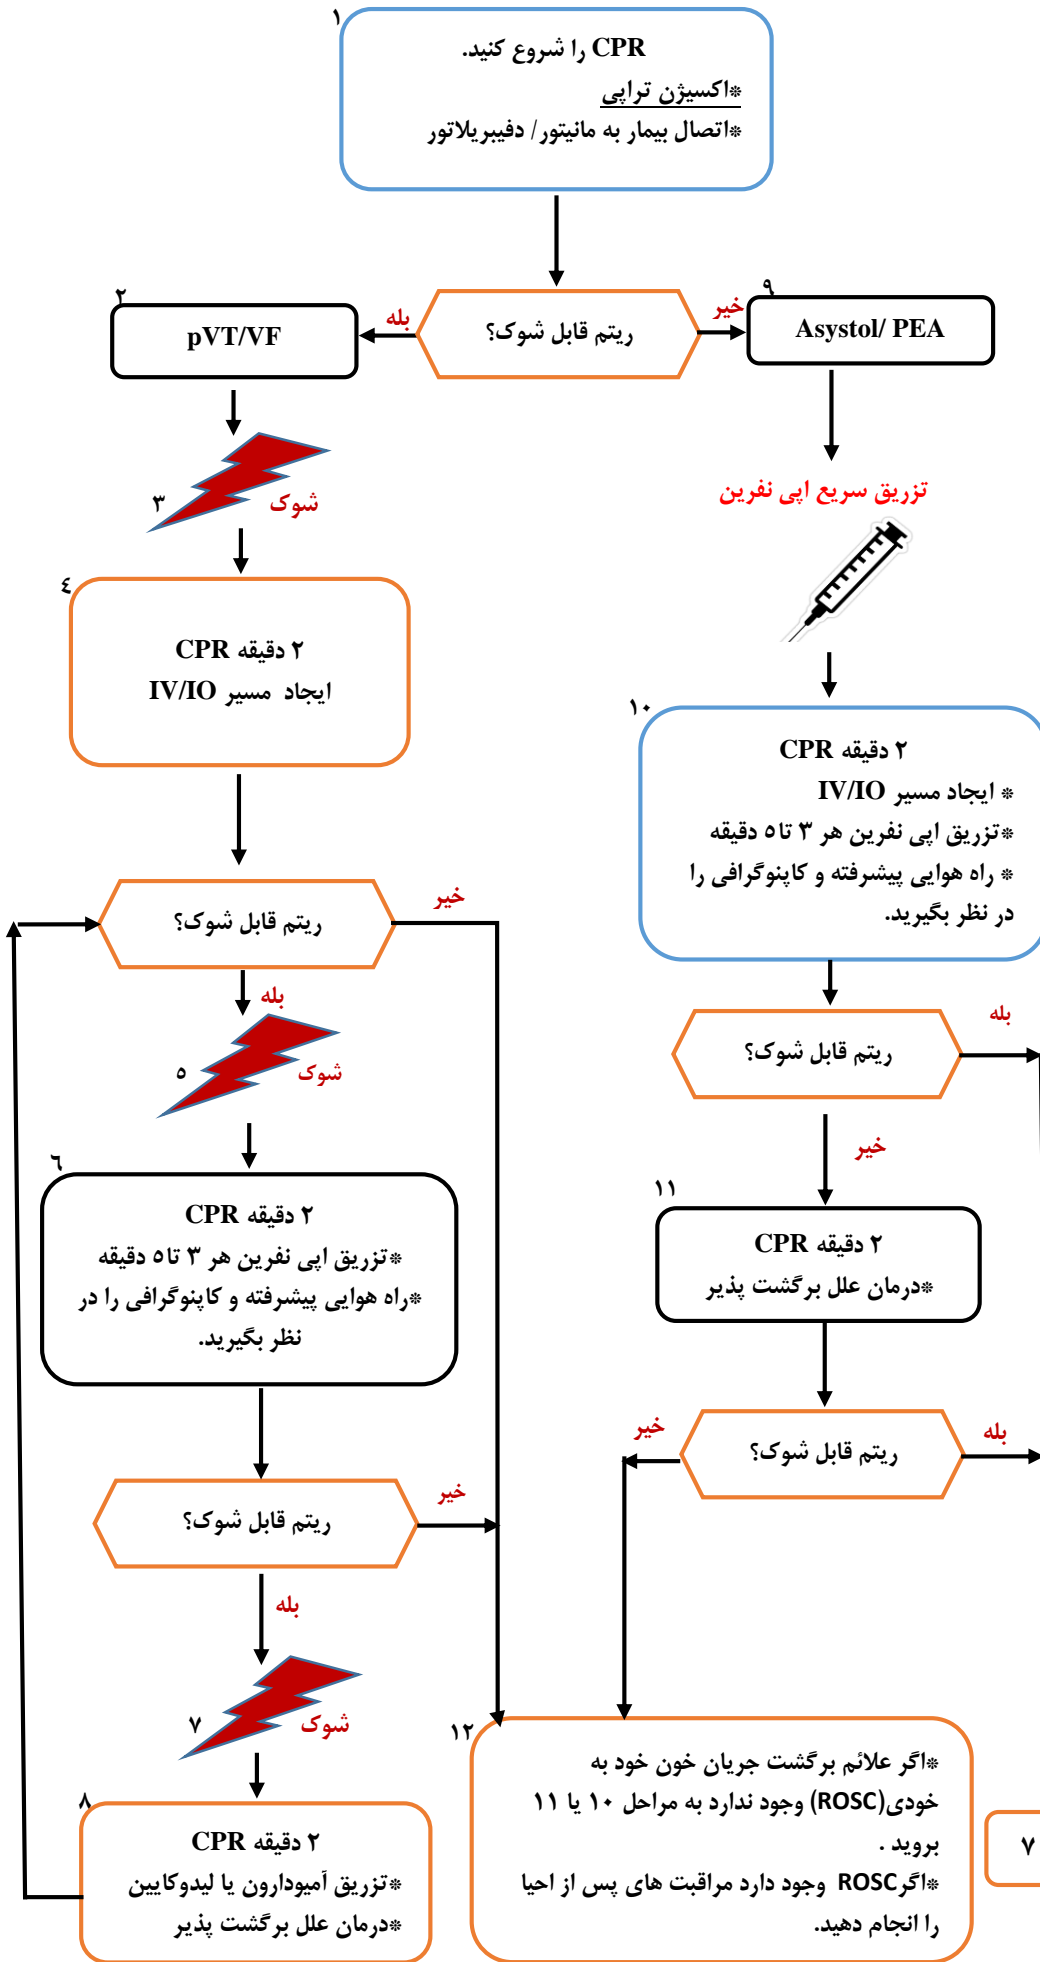 ۱
CPR را شروع کنید.
*اکسیژن تراپی
*اتصال بیمار به مانیتور/ دفیبریلاتور
ریتم قابل شوک؟
بله
خیر
۲
pVT/VF
۳
شوک
٤
۲ دقیقه CPR
ایجاد مسیر IV/IO
ریتم قابل شوک؟
خیر
بله
٥
شوک
٦
۲ دقیقه CPR
*تزریق اپی نفرین هر ۳ تا٥ دقیقه
*راه هوایی پیشرفته و کاپنوگرافی را در
نظر بگیرید.
ریتم قابل شوک؟
خیر
بله
۷
شوک
۸
۲ دقیقه CPR
*تزریق آمیودارون یا لیدوکایین
*درمان علل برگشت پذیر
۹
Asystol/ PEA
تزریق سریع اپی نفرین
۱۰
۲ دقیقه CPR
* ایجاد مسیر IV/IO
*تزریق اپی نفرین هر ۳ تا٥ دقیقه
* راه هوایی پیشرفته و کاپنوگرافی را
در نظر بگیرید.
ریتم قابل شوک؟
بله
خیر
۱۱
۲ دقیقه CPR
*درمان علل برگشت پذیر
ریتم قابل شوک؟
خیر
بله
۱۲
*اگر علائم برگشت جریان خون خود به
خودی(ROSC) وجود ندارد به مراحل ۱۰ یا ۱۱
بروید .
*اگرROSC وجود دارد مراقبت های پس از احیا
را انجام دهید.
۷